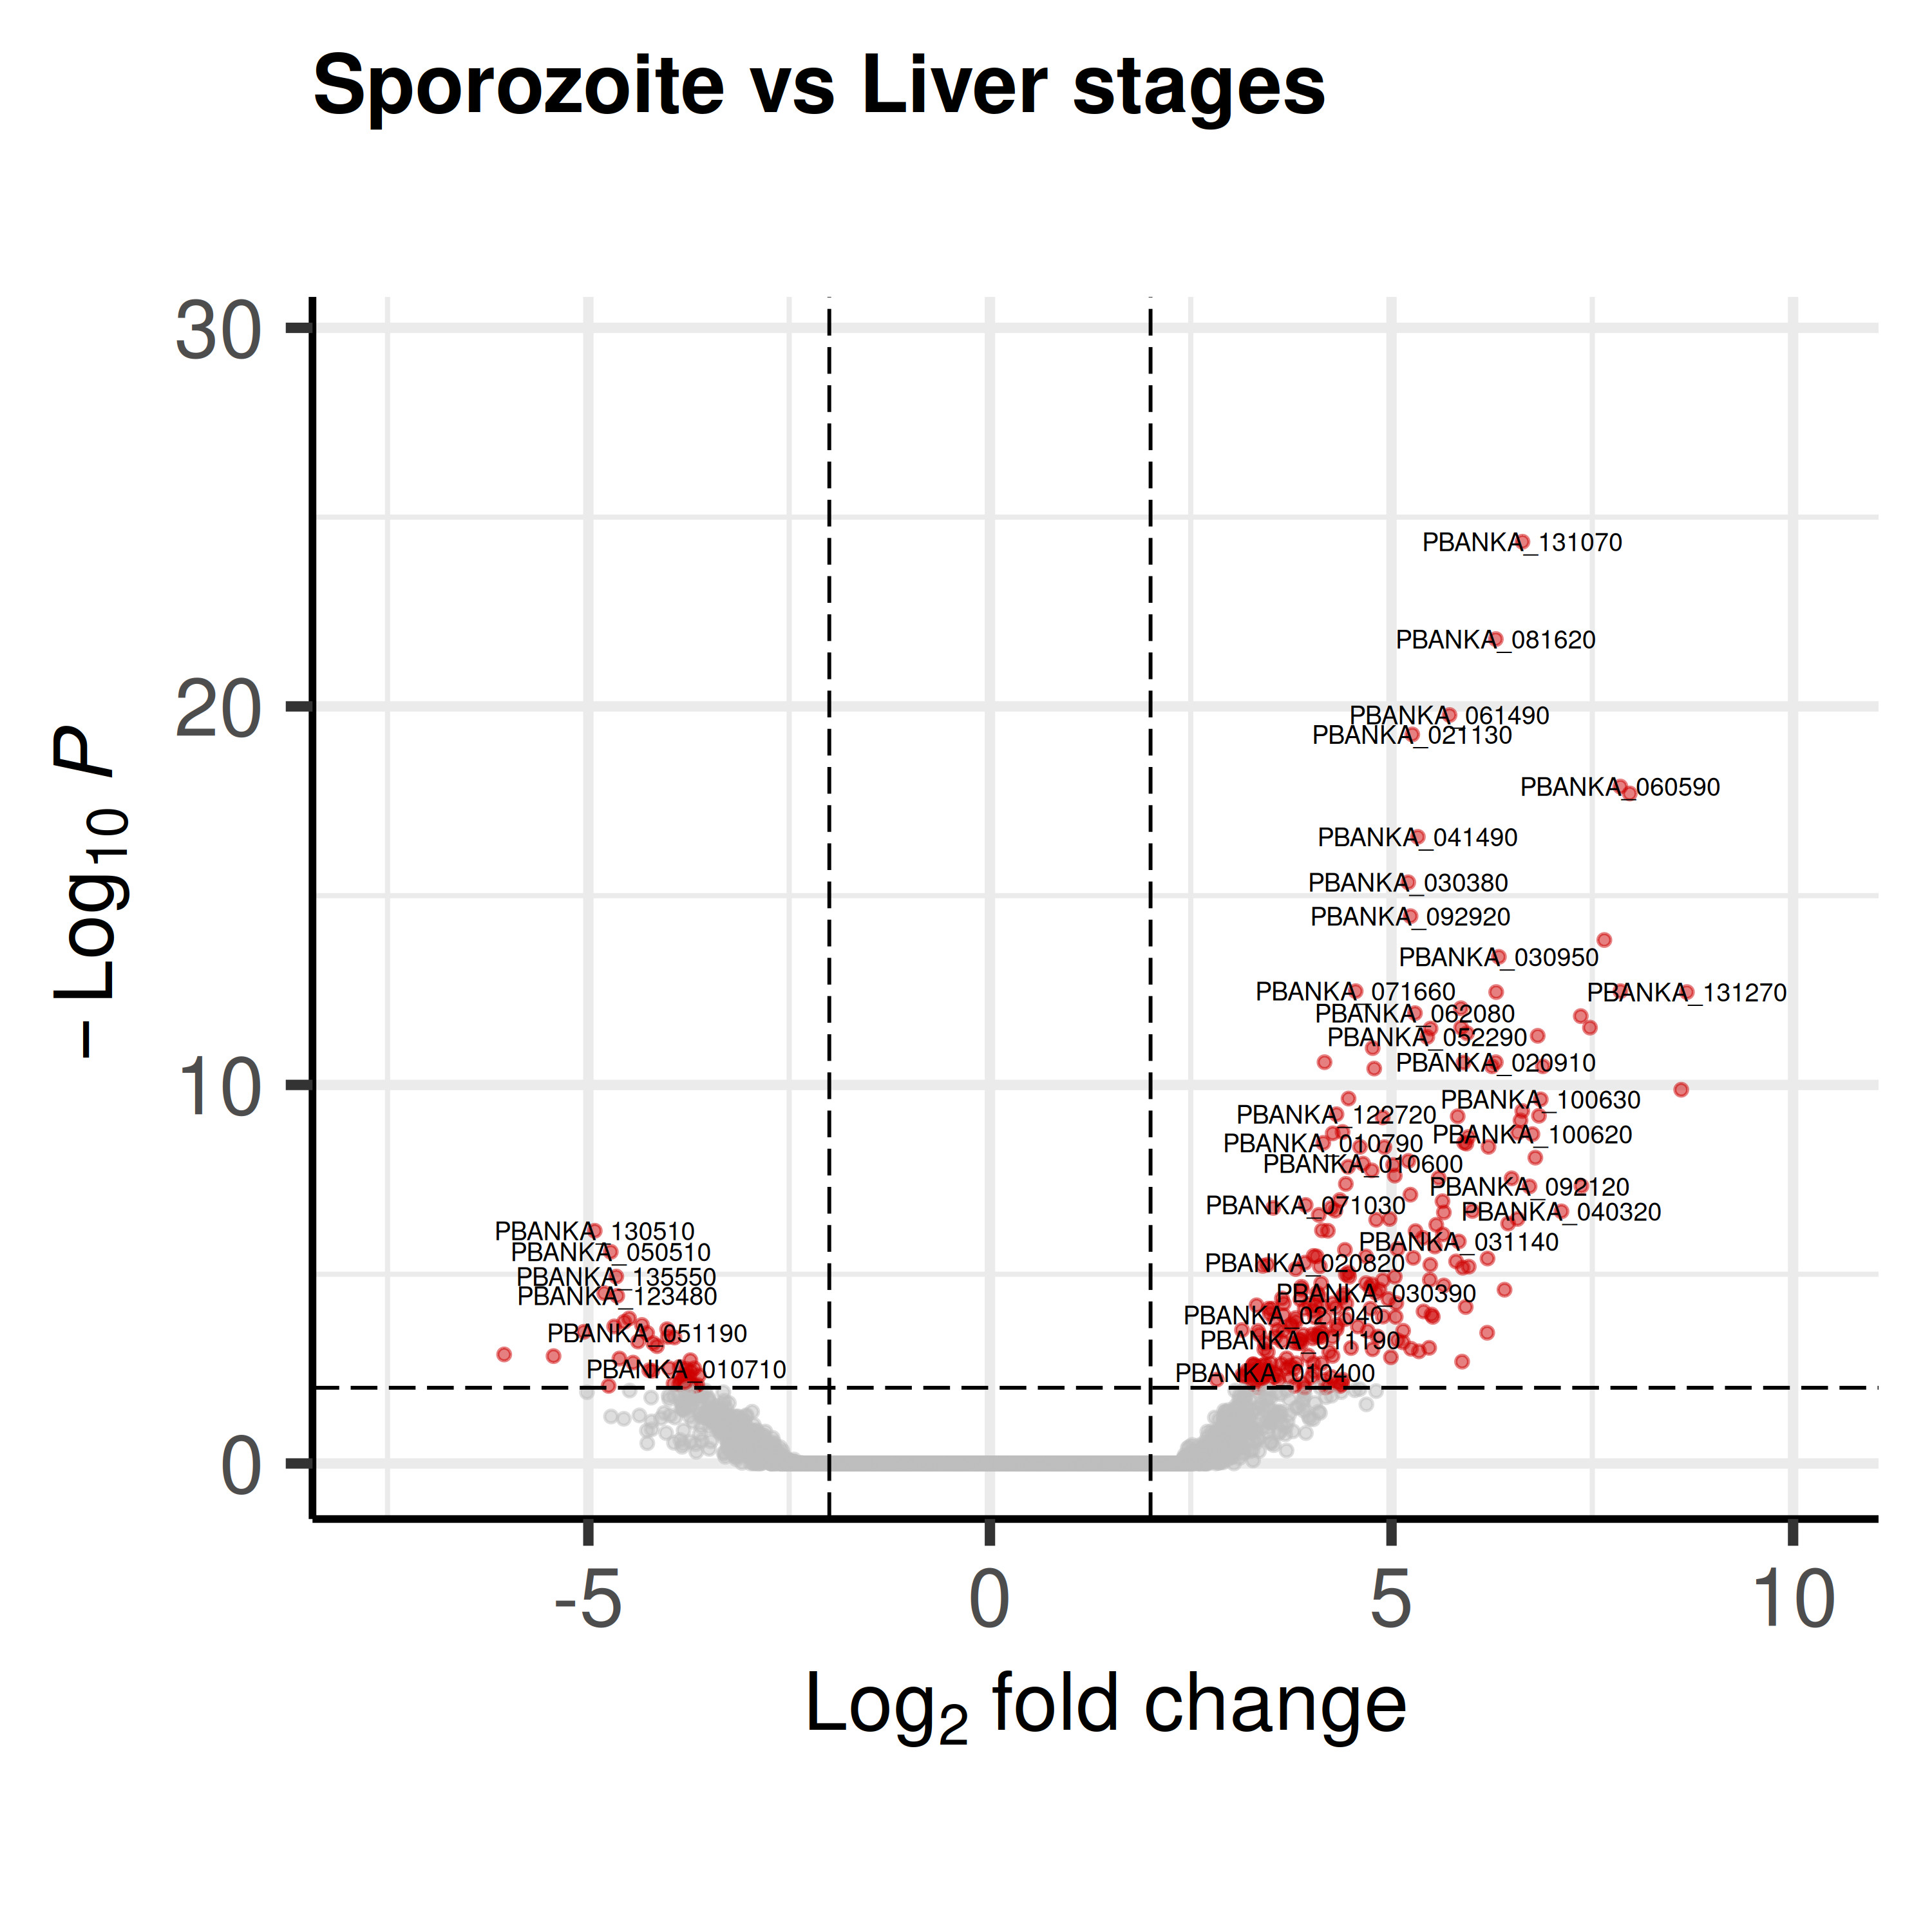 Sporozoite vs Liver stages
30
20
10
0
− Log10 P
PBANKA_131070
PBANKA_081620
PBANKA_061490
PBANKA_021130
PBANKA_060590
PBANKA_041490
PBANKA_030380
PBANKA_092920
PBANKA_030950
PBANKA_071660
PBANKA_131270
PBANKA_062080
PBANKA_052290
PBANKA_020910
PBANKA_100630
PBANKA_122720
PBANKA_100620
PBANKA_010790
PBANKA_010600
PBANKA_092120
PBANKA_071030
PBANKA_040320
PBANKA_130510
PBANKA_031140
PBANKA_050510
PBANKA_020820
PBANKA_135550
PBANKA_030390
PBANKA_123480
PBANKA_021040
PBANKA_051190
PBANKA_011190
PBANKA_010710
PBANKA_010400
-5
0
5
10
Log2 fold change